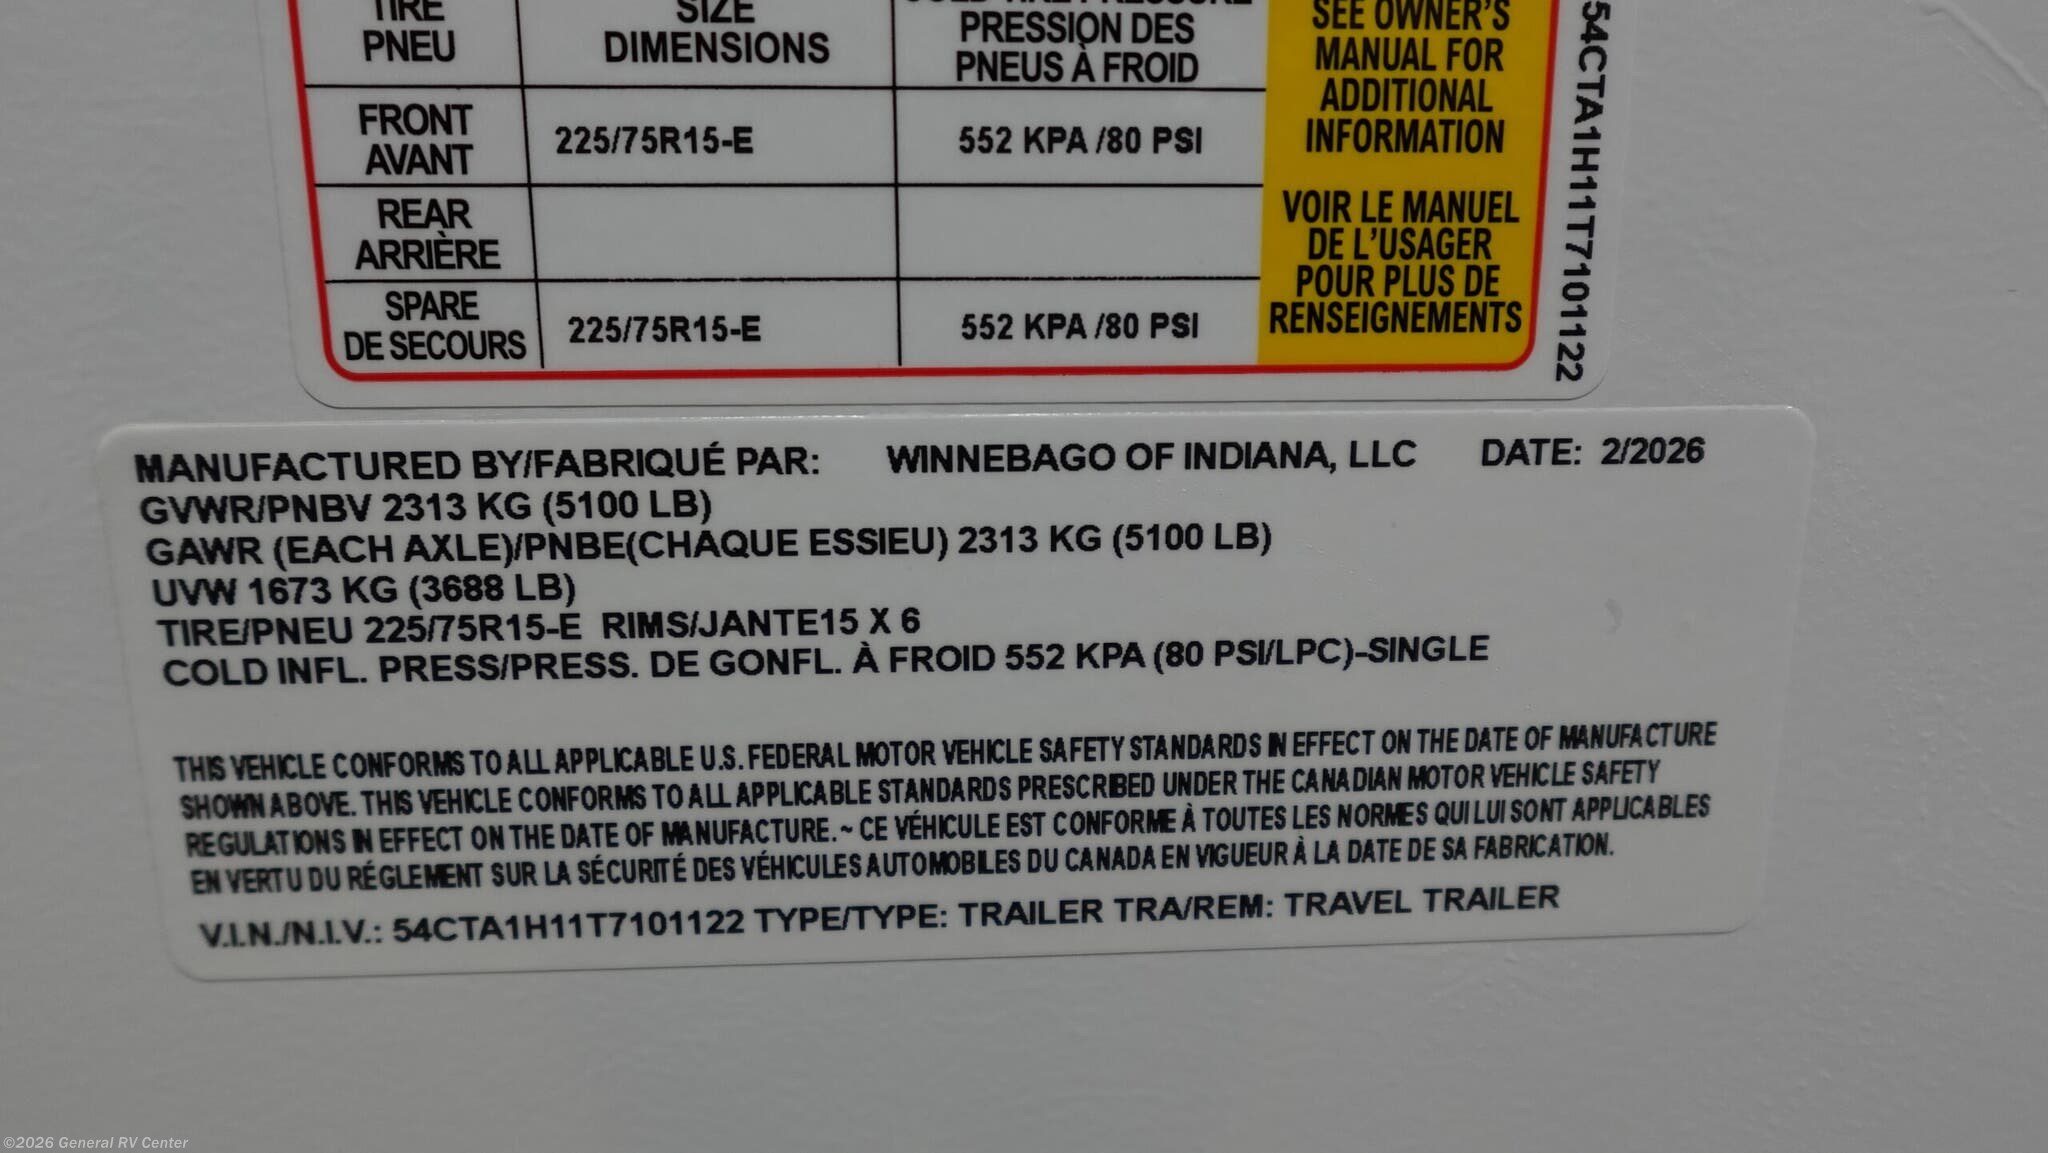 TIRE SIZE COLD TIRE PRESSURE SEE OWNER'S
PNEU DIMENSIONS PRESSION DES MANUAL FOR
PNEUS À FROID ADDITIONAL
FRONT 225/75R15-E 552 KPA /80 PSI INFORMATION
AVANT
REAR VOIR LE MANUEL
ARRIÈRE DE L'USAGER
SPARE 225/75R15-E 552 KPA /80 PSI POUR PLUS DE
DE SECOURS RENSEIGNEMENTS
54CTA1H11T7101122
MANUFACTURED BY/FABRIQUÉ PAR: WINNEBAGO OF INDIANA, LLC DATE: 2/2026
GVWR/PNBV 2313 KG (5100 LB)
GAWR (EACH AXLE)/PNBE(CHAQUE ESSIEU) 2313 KG (5100 LB)
UVW 1673 KG (3688 LB)
TIRE/PNEU 225/75R15-E RIMS/JANTE15 X 6
COLD INFL. PRESS/PRESS. DE GONFL. À FROID 552 KPA (80 PSI/LPC)-SINGLE
THIS VEHICLE CONFORMS TO ALL APPLICABLE U.S. FEDERAL MOTOR VEHICLE SAFETY STANDARDS IN EFFECT ON THE DATE OF MANUFACTURE
SHOWN ABOVE. THIS VEHICLE CONFORMS TO ALL APPLICABLE STANDARDS PRESCRIBED UNDER THE CANADIAN MOTOR VEHICLE SAFETY
REGULATIONS IN EFFECT ON THE DATE OF MANUFACTURE. ~ CE VÉHICULE EST CONFORME À TOUTES LES NORMES QUI LUI SONT APPLICABLES
EN VERTU DU RÉGLEMENT SUR LA SÉCURITÉ DES VÉHICULES AUTOMOBILES DU CANADA EN VIGUEUR À LA DATE DE SA FABRICATION.
V.I.N./N.I.V.: 54CTA1H11T7101122 TYPE/TYPE: TRAILER TRA/REM: TRAVEL TRAILER
©2026 General RV Center